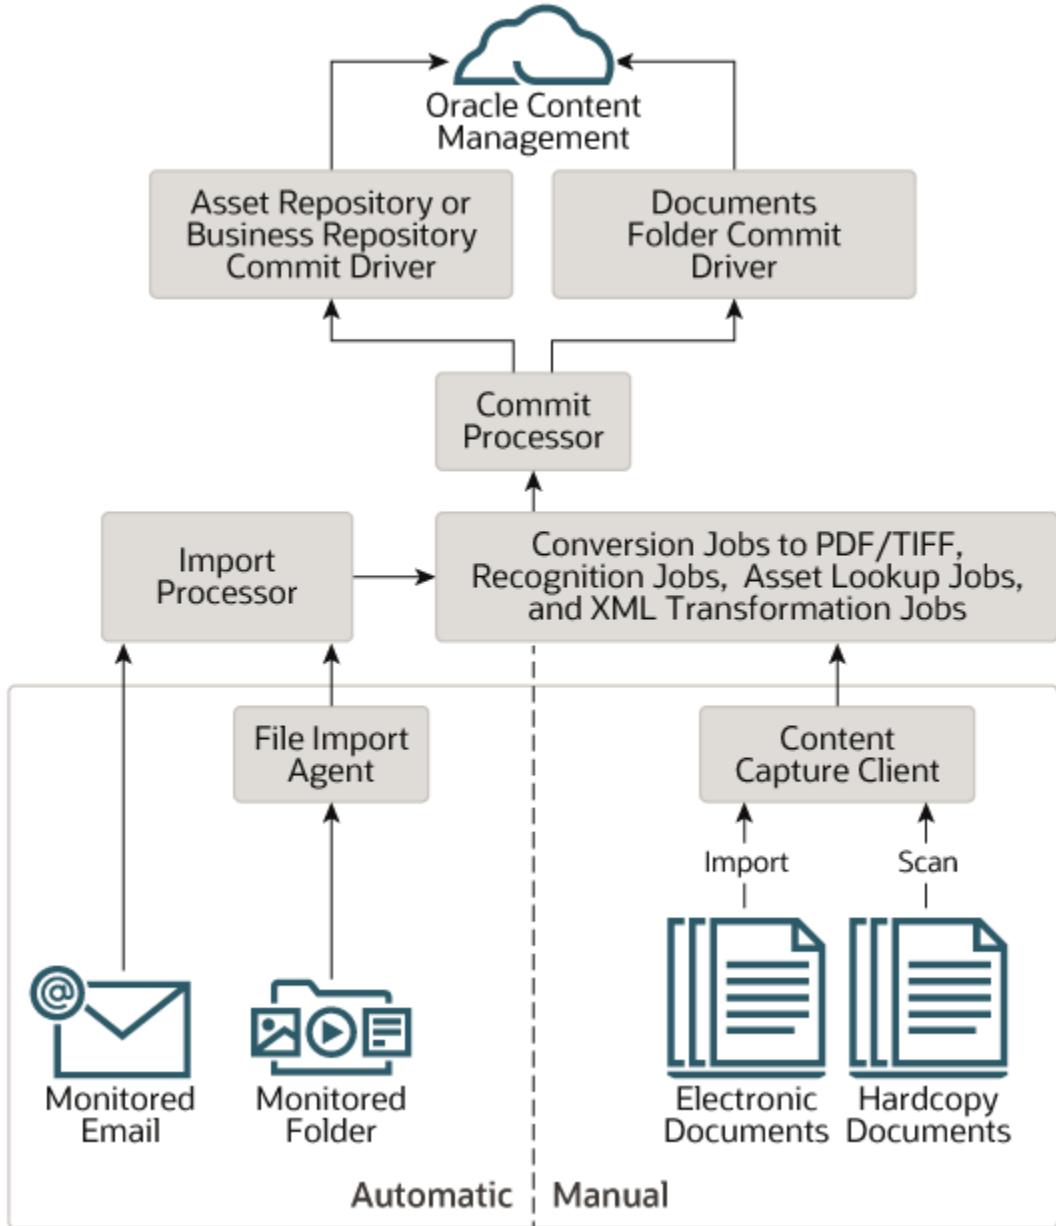 Oracle Content
Management
Asset Repository or
Business Repository
Commit Driver
Documents
Folder Commit
Driver
Commit
Processor
Import
Processor
Conversion Jobs to PDF/TIFF,
Recognition Jobs, Asset Lookup Jobs,
and XML Transformation Jobs
File Import
Agent
Content
Capture Client
Import
Scan
@
Monitored
Email
Monitored
Folder
Electronic
Documents
Hardcopy
Documents
Automatic
Manual